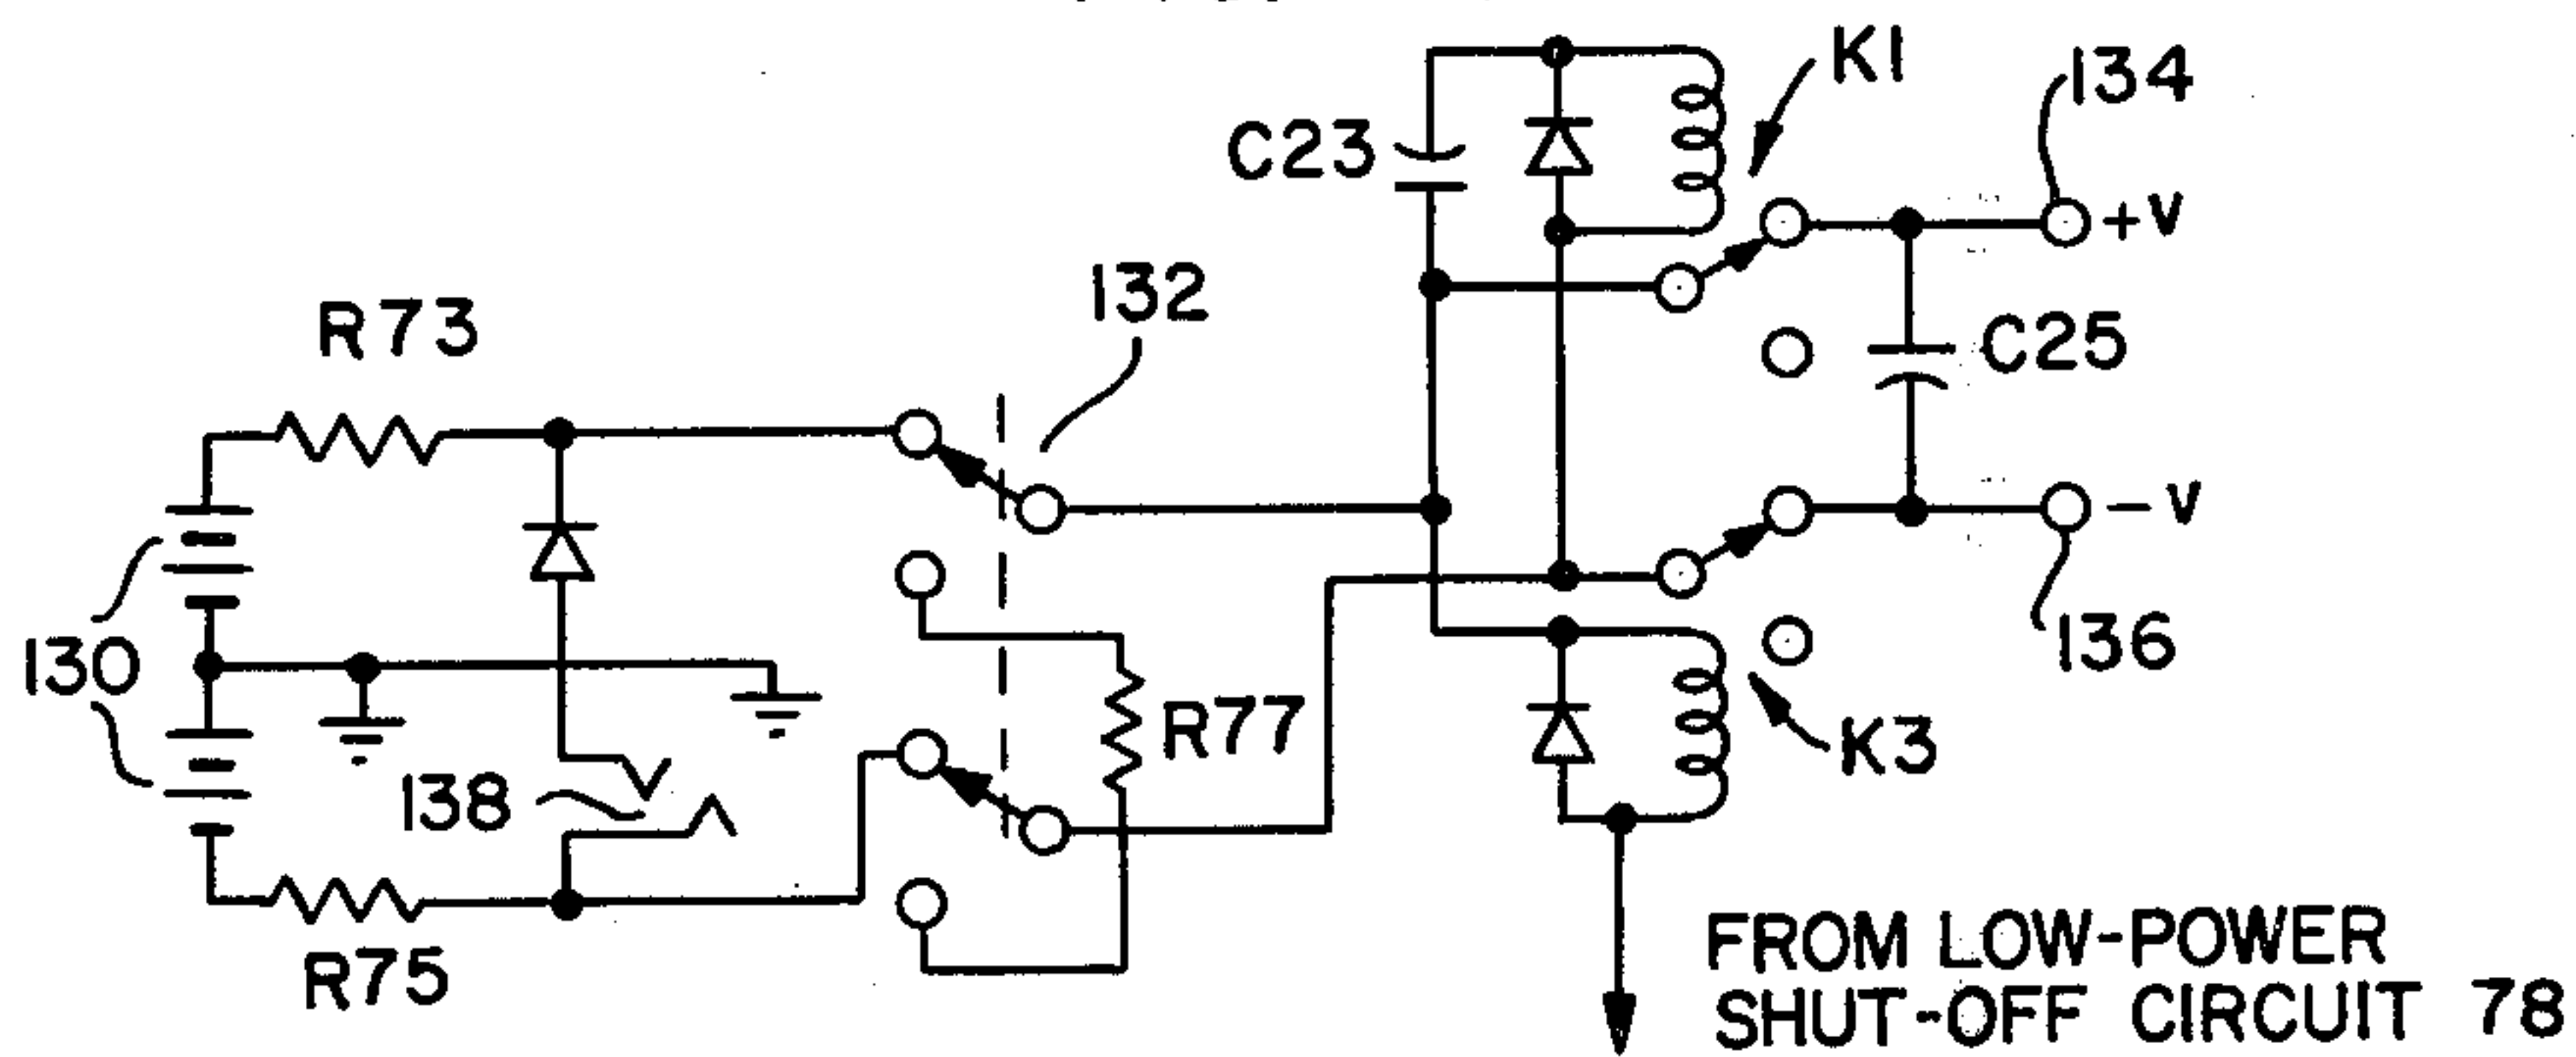 K1
134
C23
+V
132
R73
C25
-V
130
R77
136
138
K3
R75
FROM LOW-POWER
SHUT-OFF CIRCUIT 78